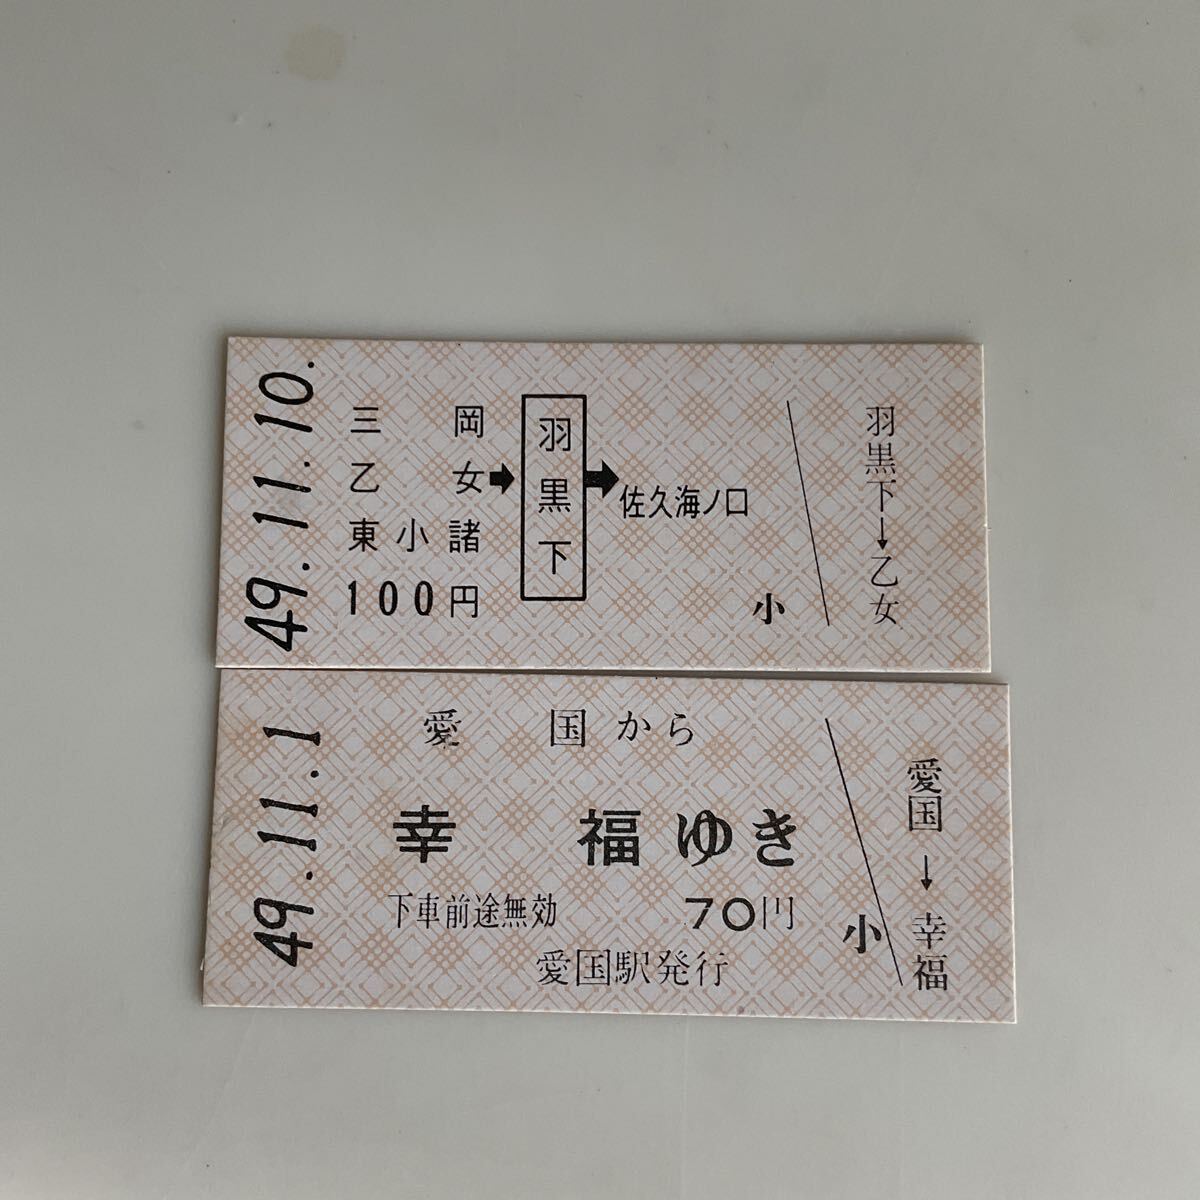 49.11.10.
三岡
乙女
東小諸
100円
➡
羽黒下
➡
佐久海ノ口
小
羽黒下→乙女
49.11.1
愛国から
幸福ゆき
下車前途無効 70円
愛国駅発行
小
愛国→幸福